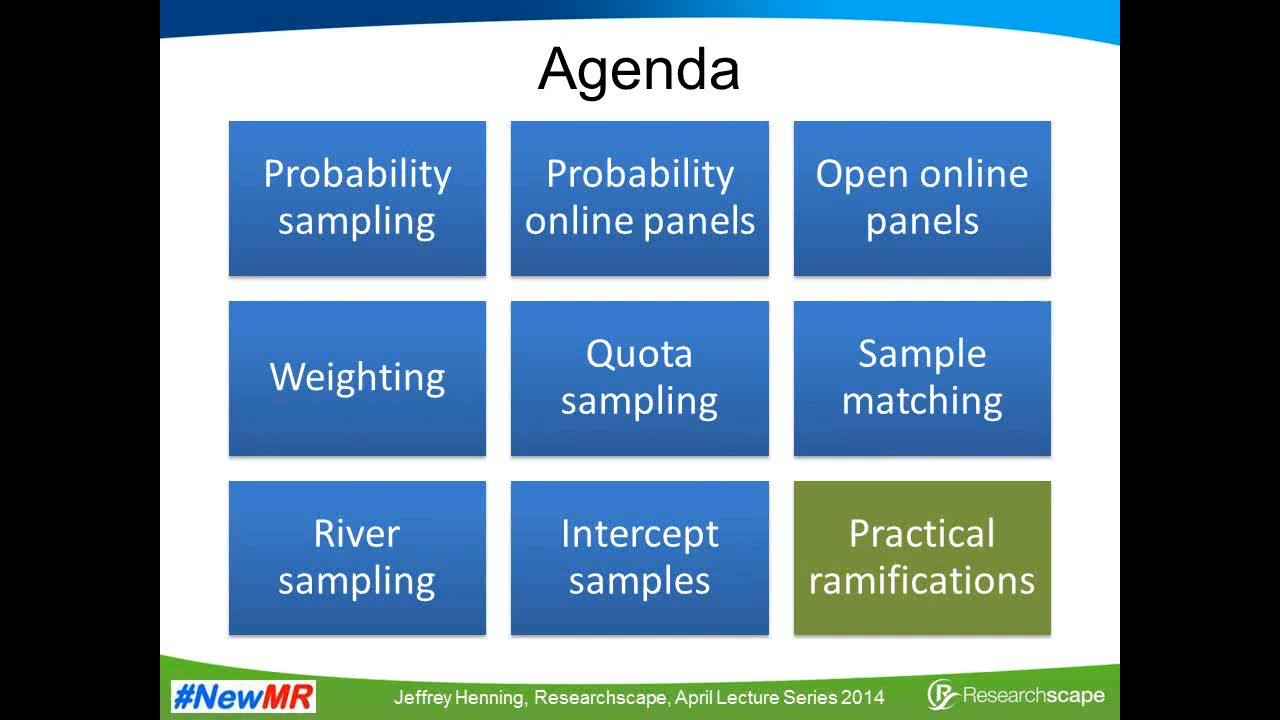 Agenda
Probability
sampling
Probability
online panels
Open online
panels
Weighting
Quota
sampling
Sample
matching
River
sampling
Intercept
samples
Practical
ramifications
#NewMR
Jeffrey Henning, Researchscape, April Lecture Series 2014
Researchscape